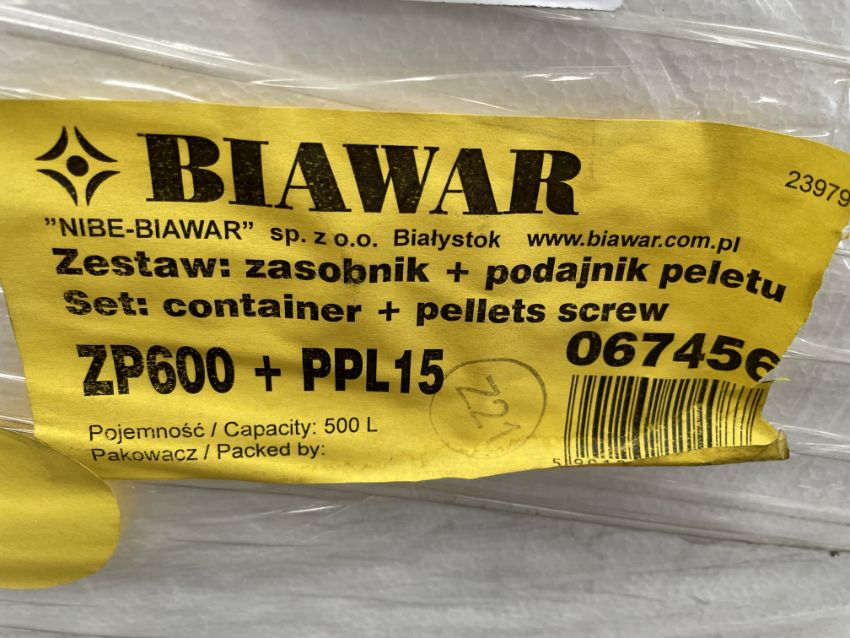 BIAWAR
23979
"NIBE-BIAWAR" sp. z o.o. Białystok www.biawar.com.pl
Zestaw: zasobnik + podajnik peletu
Set: container + pellets screw
ZP600 + PPL15
067456
Z21
Pojemność / Capacity: 500 L
Pakowacz / Packed by: